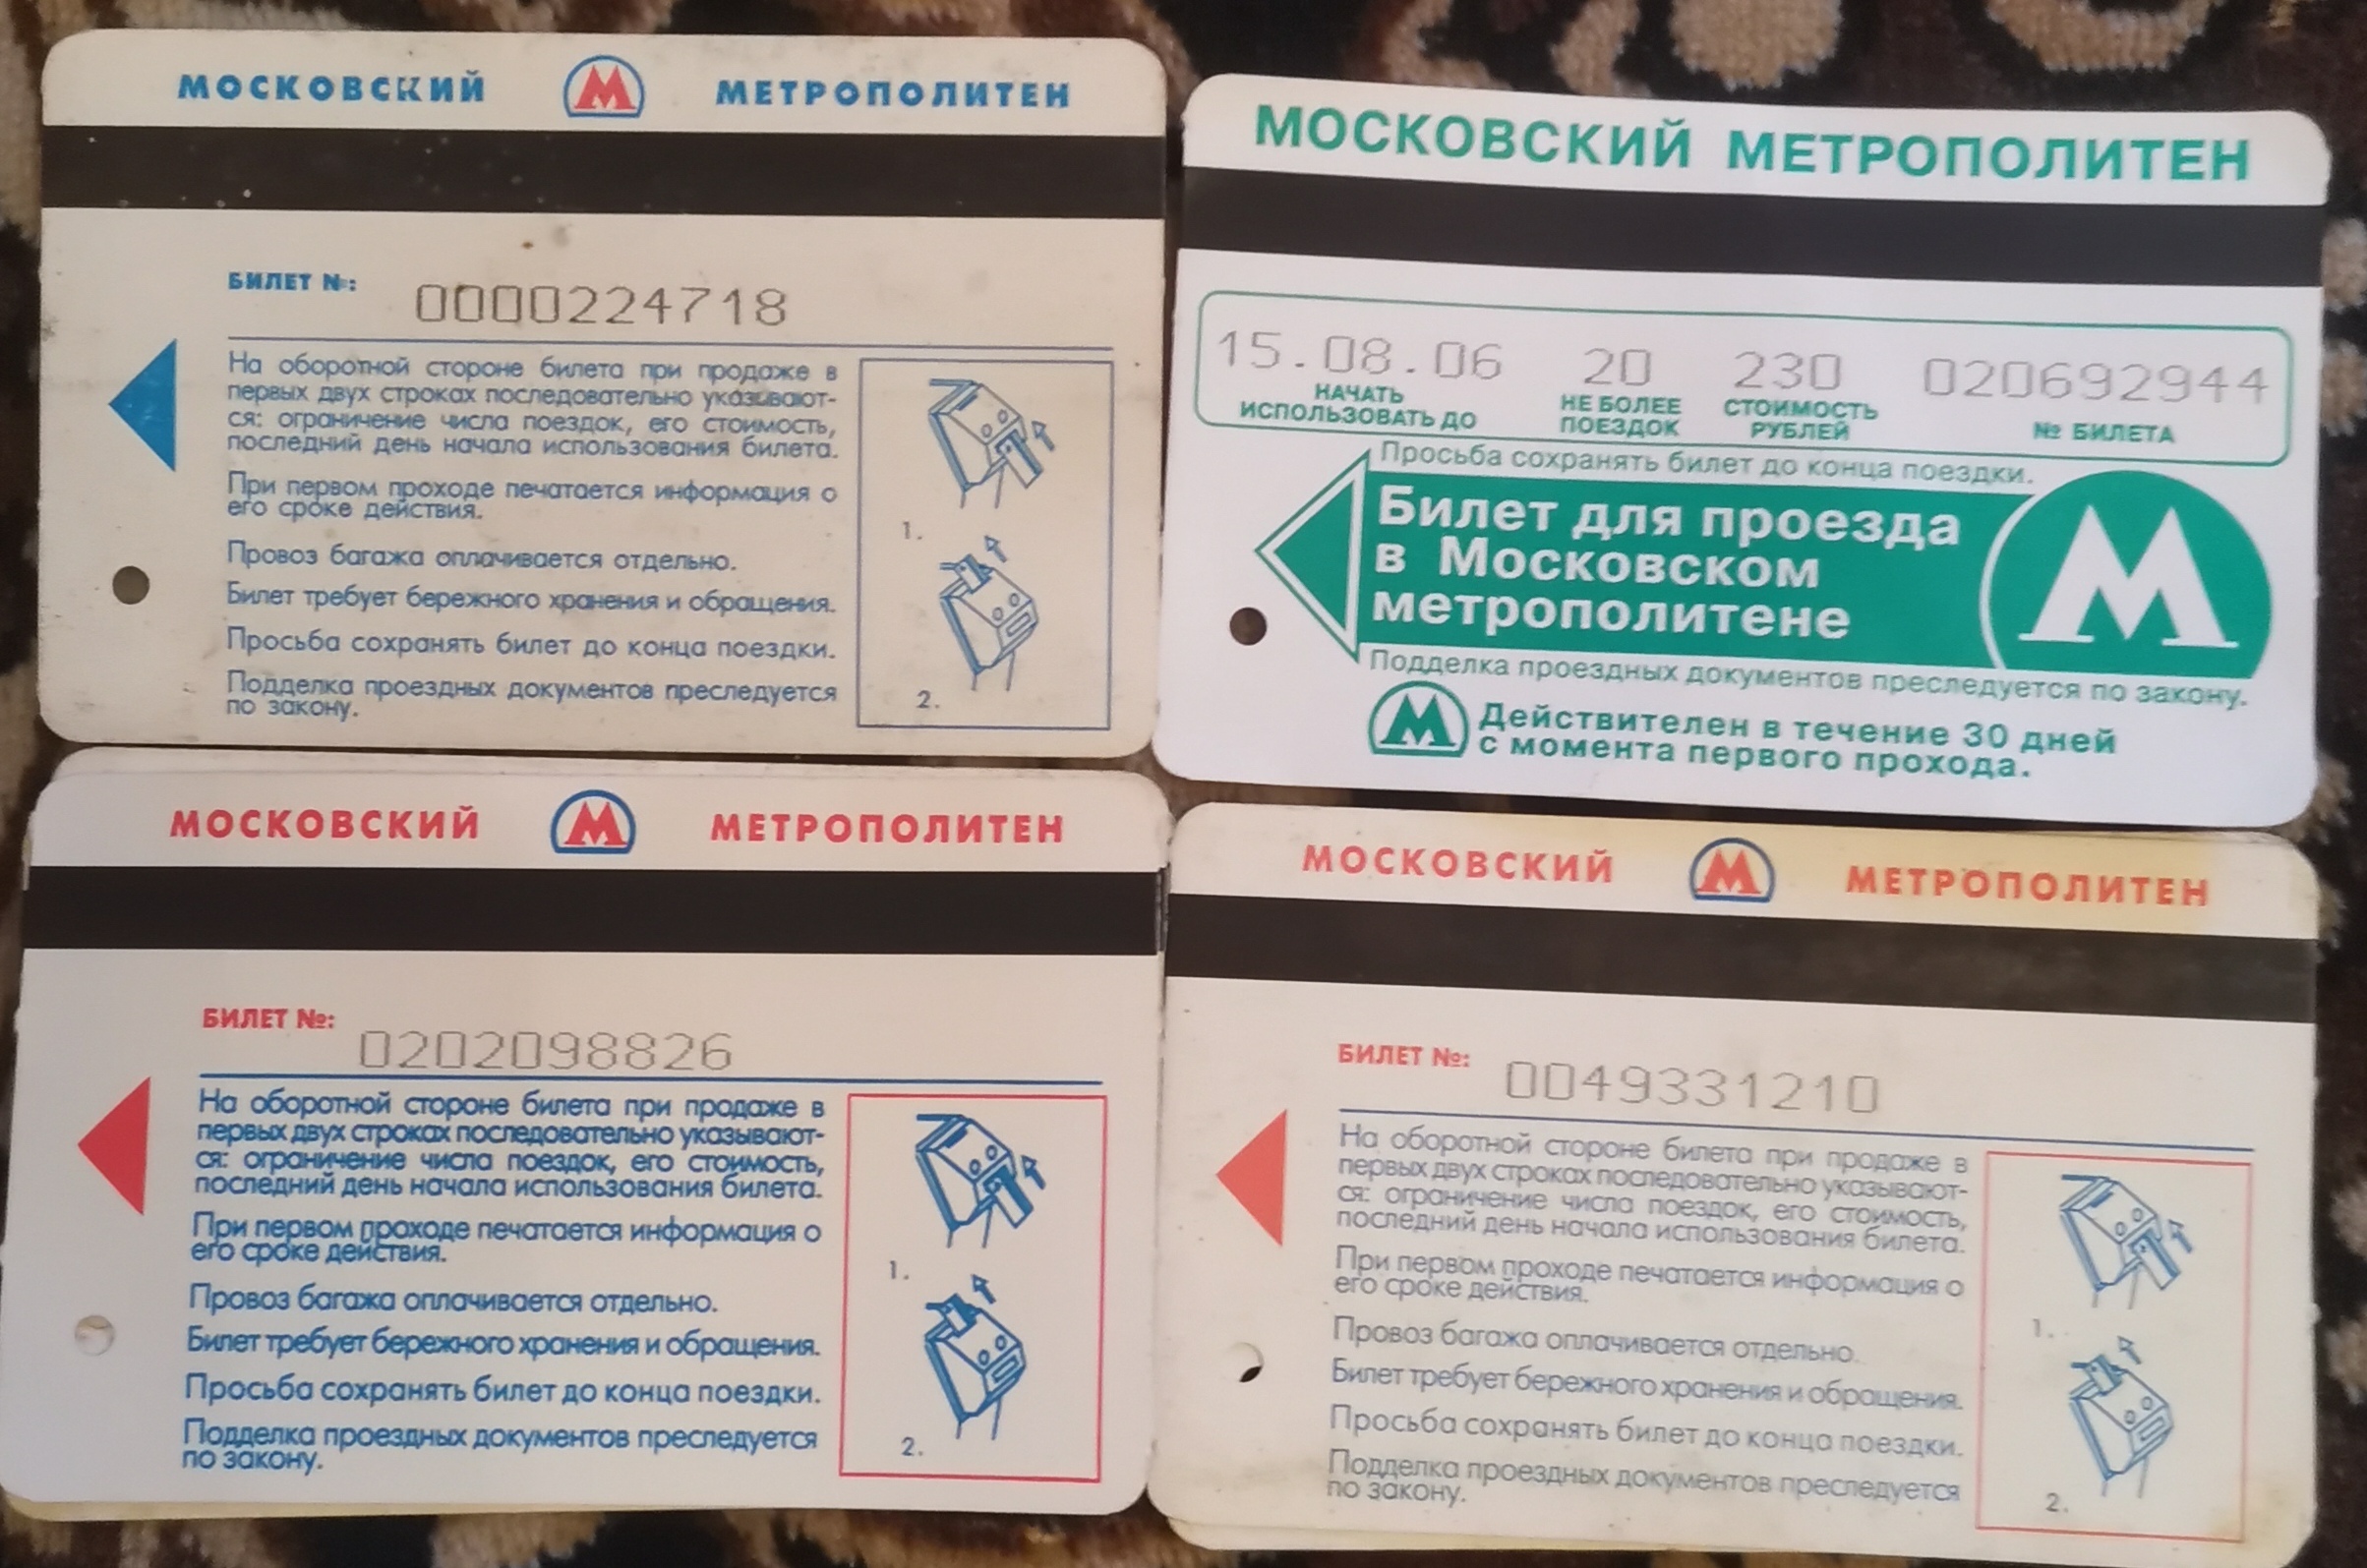 МОСКОВСКИЙ М МЕТРОПОЛИТЕН
БИЛЕТ №: 0000224718
На оборотной стороне билета при продаже в
первых двух строках последовательно указывают-
ся: ограничение числа поездок, его стоимость,
последний день начала использования билета.
При первом проходе печатается информация о
его сроке действия.
Провоз багажа оплачивается отдельно.
Билет требует бережного хранения и обращения.
Просьба сохранять билет до конца поездки.
Подделка проездных документов преследуется
по закону.
1.
2.
МОСКОВСКИЙ МЕТРОПОЛИТЕН
15.08.06 20 230 020692944
НАЧАТЬ ИСПОЛЬЗОВАТЬ ДО
НЕ БОЛЕЕ ПОЕЗДОК
СТОИМОСТЬ РУБЛЕЙ
№ БИЛЕТА
Просьба сохранять билет до конца поездки.
Билет для проезда
в Московском
метрополитене
М
Подделка проездных документов преследуется по закону.
М Действителен в течение 30 дней
с момента первого прохода.
МОСКОВСКИЙ М МЕТРОПОЛИТЕН
БИЛЕТ №: 0202098826
На оборотной стороне билета при продаже в
первых двух строках последовательно указывают-
ся: ограничение числа поездок, его стоимость,
последний день начала использования билета.
При первом проходе печатается информация о
его сроке действия.
Провоз багажа оплачивается отдельно.
Билет требует бережного хранения и обращения.
Просьба сохранять билет до конца поездки.
Подделка проездных документов преследуется
по закону.
1.
2.
МОСКОВСКИЙ М МЕТРОПОЛИТЕН
БИЛЕТ №: 0049331210
На оборотной стороне билета при продаже в
первых двух строках последовательно указывают-
ся: ограничение числа поездок, его стоимость,
последний день начала использования билета.
При первом проходе печатается информация о
его сроке действия.
Провоз багажа оплачивается отдельно.
Билет требует бережного хранения и обращения.
Просьба сохранять билет до конца поездки.
Подделка проездных документов преследуется
по закону.
1.
2.